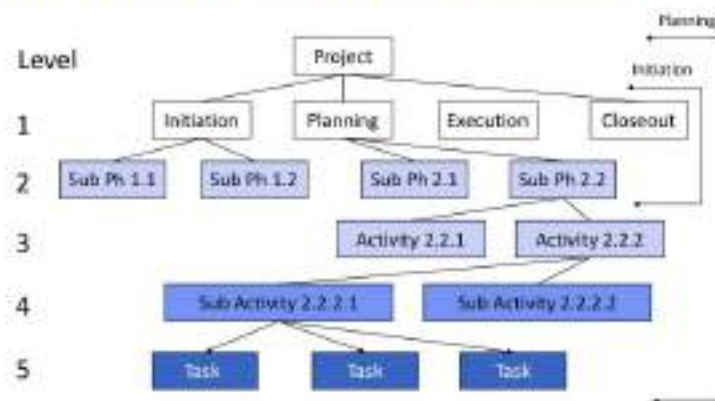 Planning
Level
Project
Initiation
1
Initiation
Planning
Execution
Closeout
2
Sub Ph 1.1
Sub Ph 1.2
Sub Ph 2.1
Sub Ph 2.2
3
Activity 2.2.1
Activity 2.2.2
4
Sub Activity 2.2.2.1
Sub Activity 2.2.2.2
5
Task
Task
Task